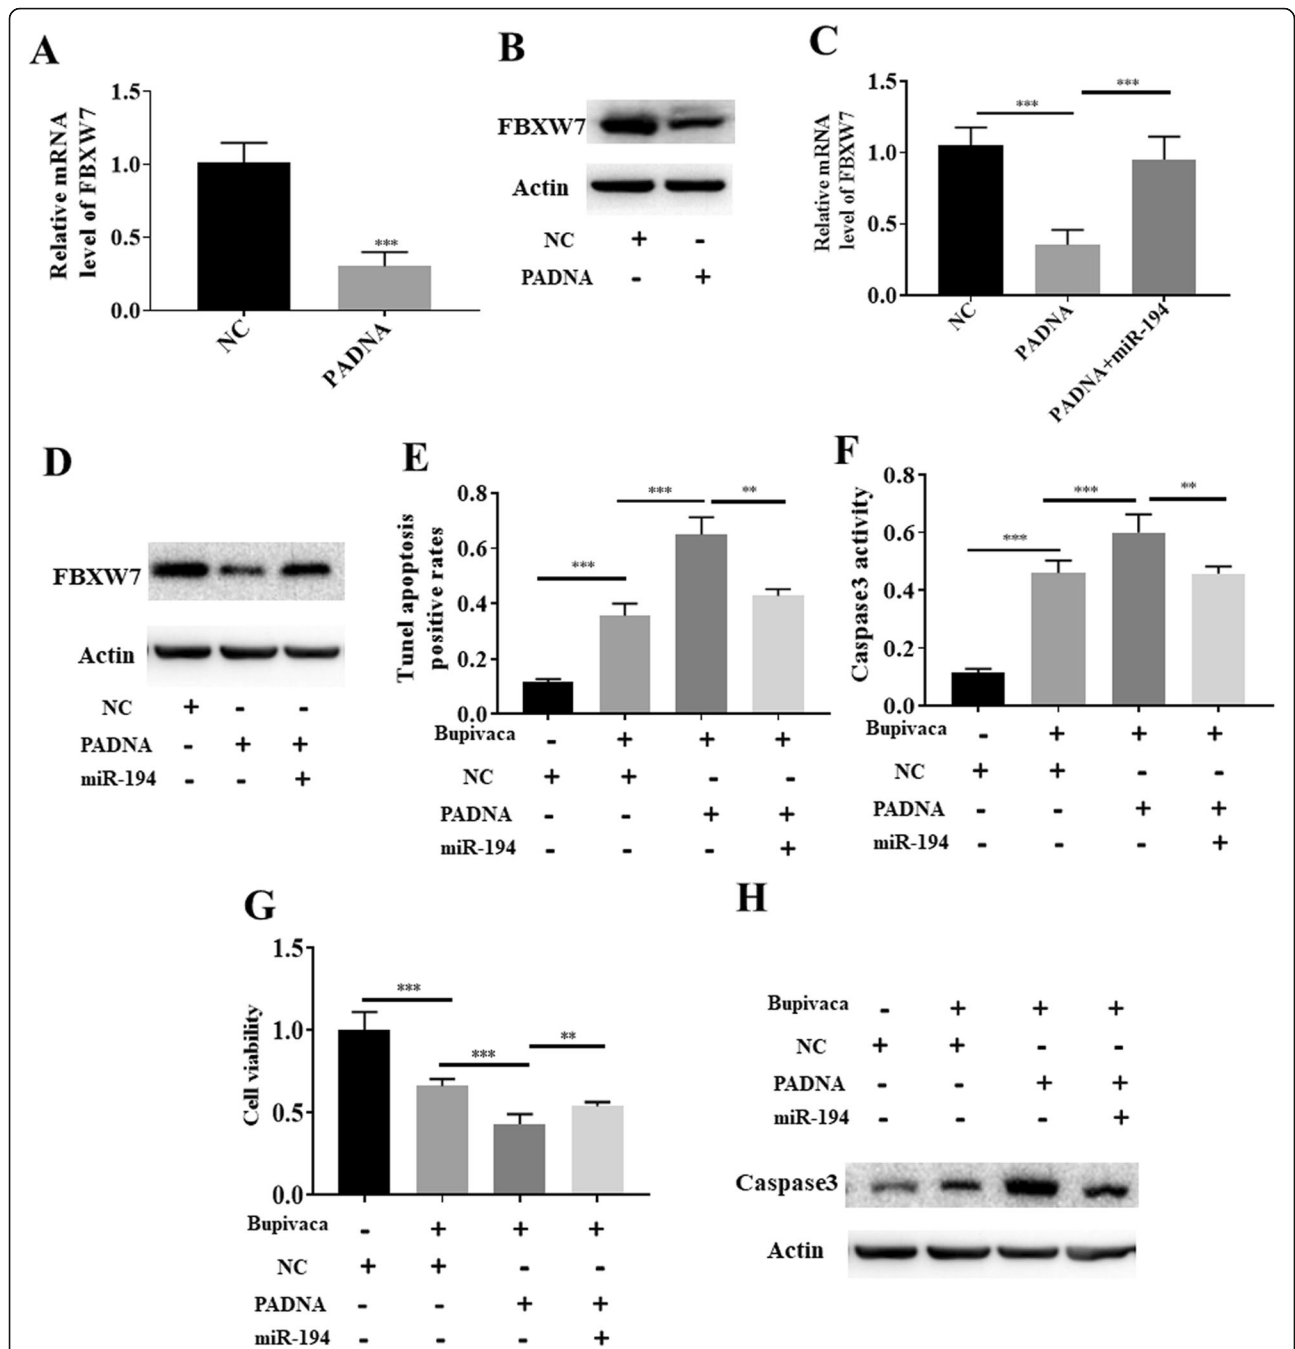 A
Relative mRNA
level of FBXW7
1.5
1.0
0.5
0.0
***
NC
PADNA
B
FBXW7
Actin
NC + -
PADNA - +
C
Relative mRNA
level of FBXW7
1.5
1.0
0.5
0.0
***
***
NC
PADNA
PADNA+miR-194
D
FBXW7
Actin
NC + - -
PADNA - + +
miR-194 - - +
E
Tunel apoptosis
positive rates
0.8
0.6
0.4
0.2
0.0
***
***
**
Bupivaca - + + +
NC + + - -
PADNA - - + +
miR-194 - - - +
F
Caspase3 activity
0.8
0.6
0.4
0.2
0.0
***
***
**
Bupivaca - + + +
NC + + - -
PADNA - - + +
miR-194 - - - +
G
Cell viability
1.5
1.0
0.5
0.0
***
***
**
Bupivaca - + + +
NC + + - -
PADNA - - + +
miR-194 - - - +
H
Bupivaca - + + +
NC + + - -
PADNA - - + +
miR-194 - - - +
Caspase3
Actin